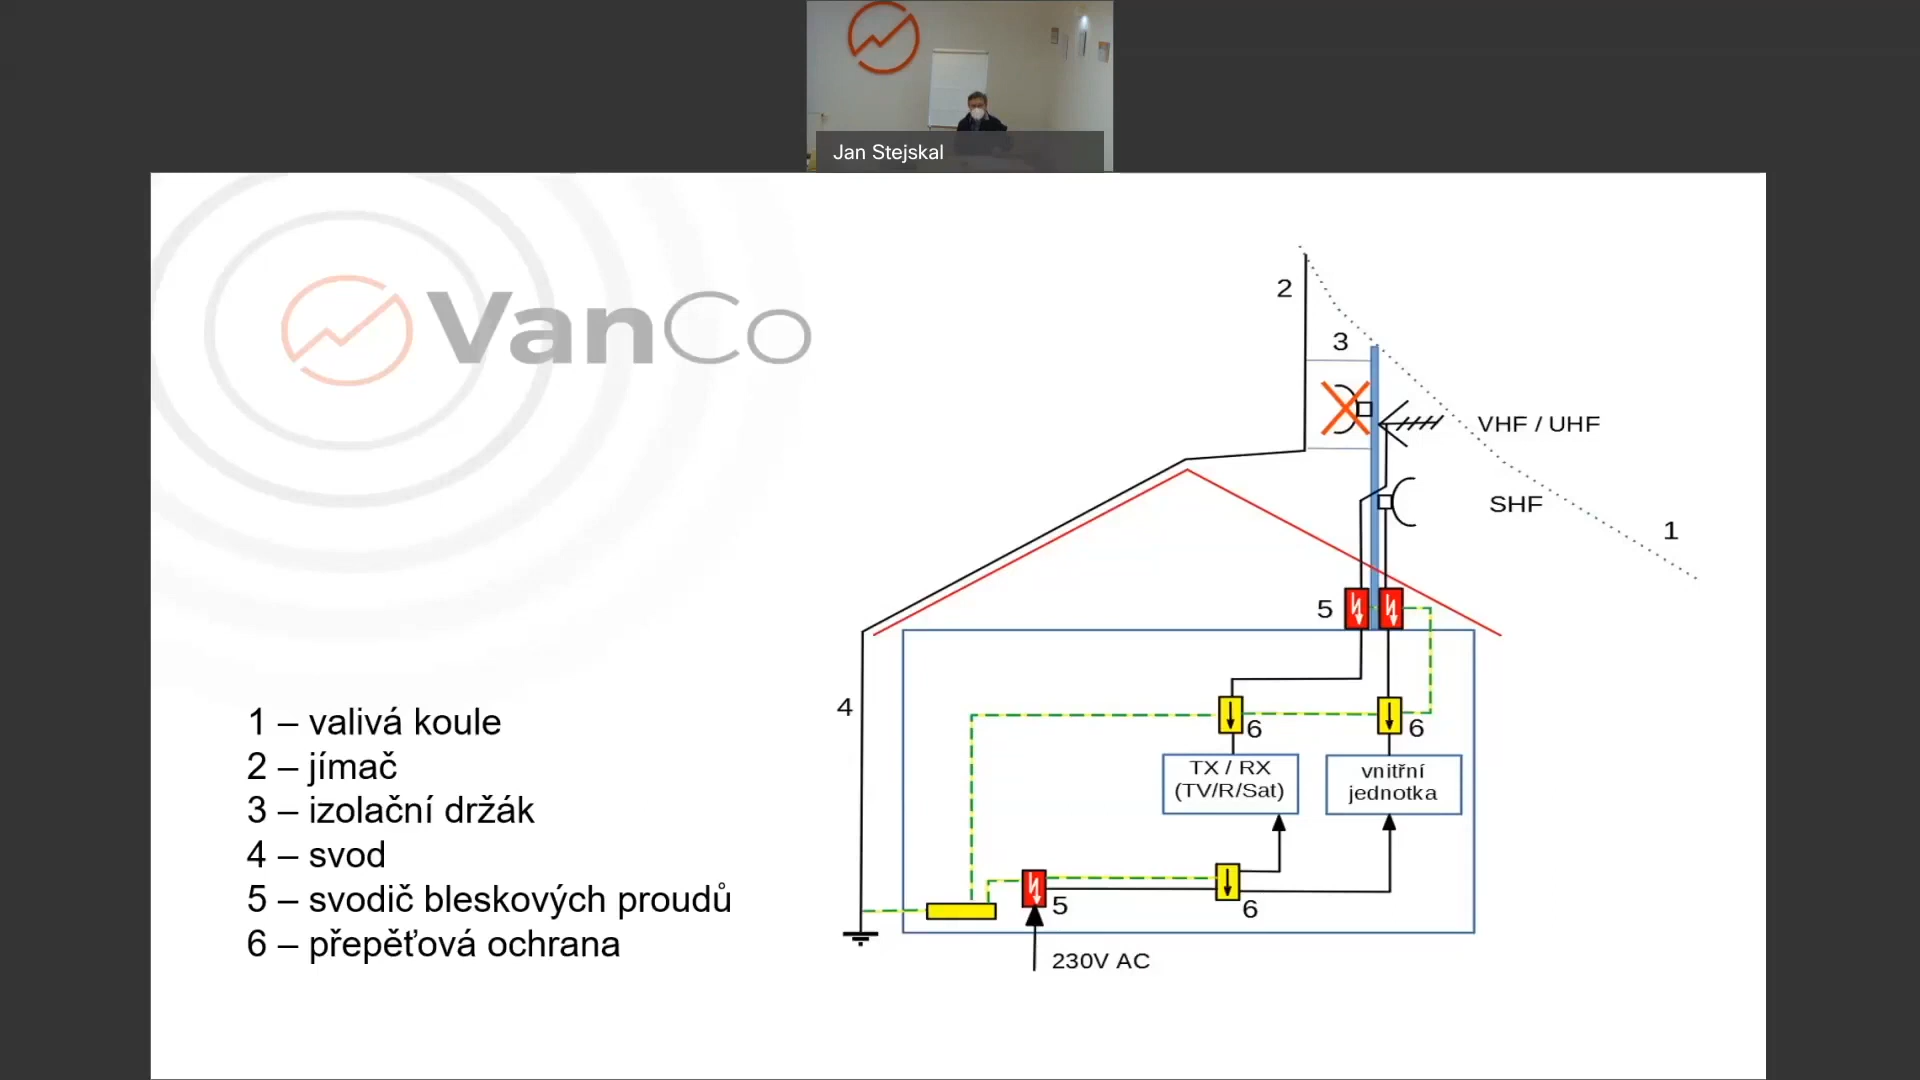 Jan Stejskal
VanCo
2
3
VHF / UHF
SHF
1
5
4
6
6
TX / RX
(TV/R/Sat)
vnitřní
jednotka
5
6
230V AC
1 – valivá koule
2 – jímač
3 – izolační držák
4 – svod
5 – svodič bleskových proudů
6 – přepěťová ochrana